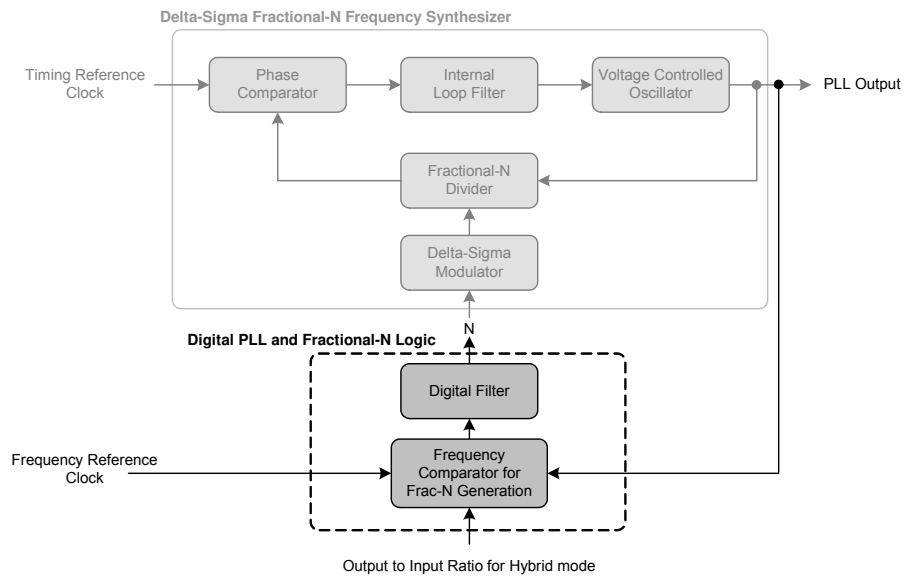 Delta-Sigma Fractional-N Frequency Synthesizer
Timing Reference
Clock
Phase
Comparator
Internal
Loop Filter
Voltage Controlled
Oscillator
PLL Output
Fractional-N
Divider
Delta-Sigma
Modulator
N
Digital PLL and Fractional-N Logic
Digital Filter
Frequency Reference
Clock
Frequency
Comparator for
Frac-N Generation
Output to Input Ratio for Hybrid mode